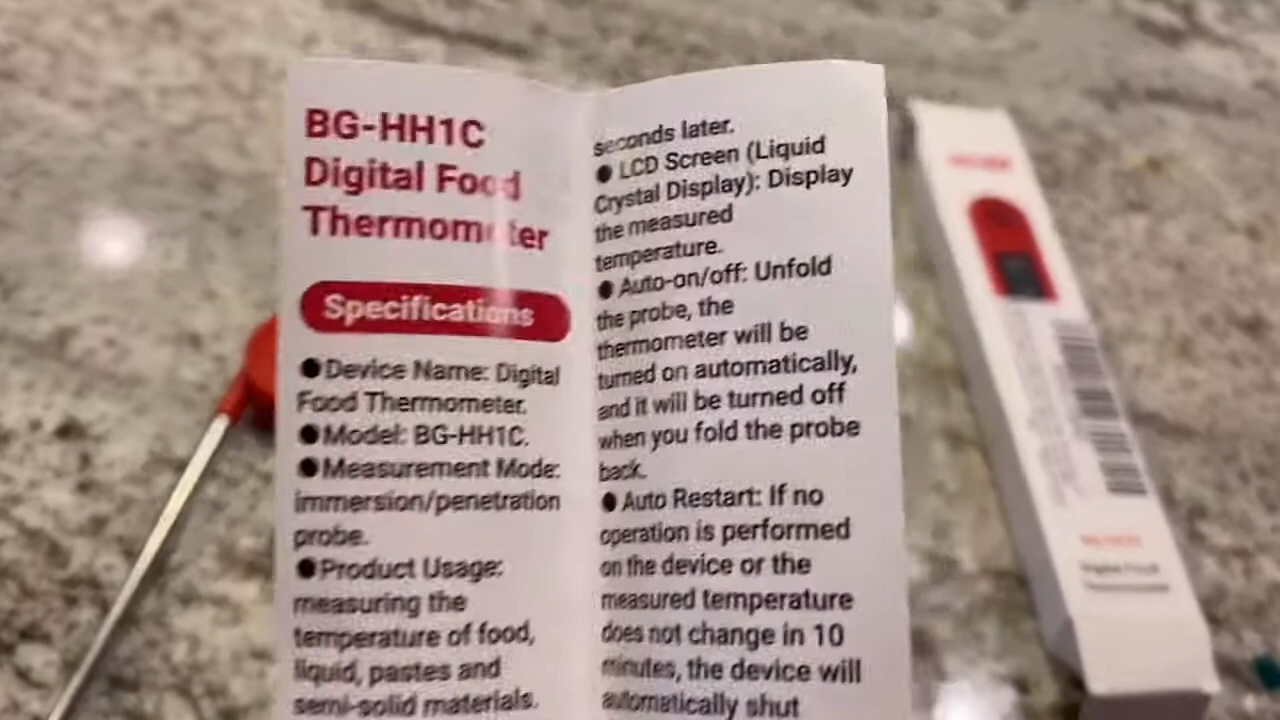 BG-HH1C
Digital Food
Thermometer
Specifications
●Device Name: Digital
Food Thermometer.
●Model: BG-HH1C.
●Measurement Mode:
immersion/penetration
probe.
●Product Usage:
measuring the
temperature of food,
liquid, pastes and
semi-solid materials.
seconds later.
● LCD Screen (Liquid
Crystal Display): Display
the measured
temperature.
● Auto-on/off: Unfold
the probe, the
thermometer will be
turned on automatically,
and it will be turned off
when you fold the probe
back.
● Auto Restart: If no
operation is performed
on the device or the
measured temperature
does not change in 10
minutes, the device will
automatically shut